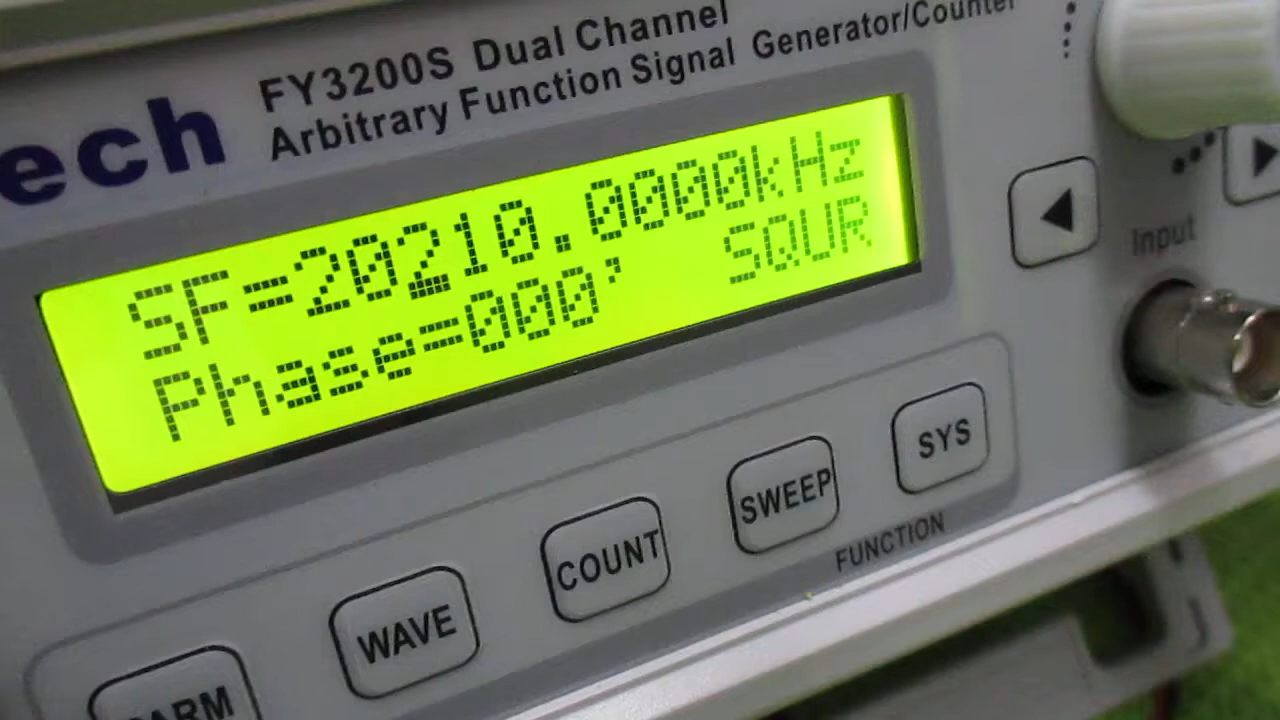 ech
FY3200S Dual Channel
Arbitrary Function Signal Generator/Counter
SF=20210.0000kHz
Phase=000’ SQUR
Input
SYS
SWEEP
COUNT
WAVE
FUNCTION